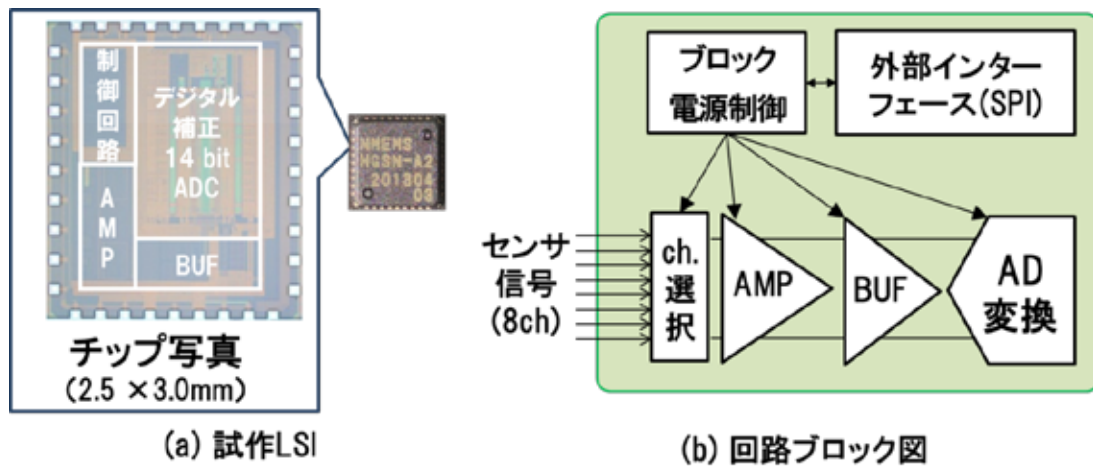 制御回路
デジタル
補正
14 bit
ADC
AMP
BUF
NMEMS
HGSM-A2
201304
03
チップ写真
(2.5 ×3.0mm)
(a) 試作LSI
ブロック
電源制御
外部インター
フェース(SPI)
センサ
信号
(8ch)
ch.
選
択
AMP
BUF
AD
変換
(b) 回路ブロック図